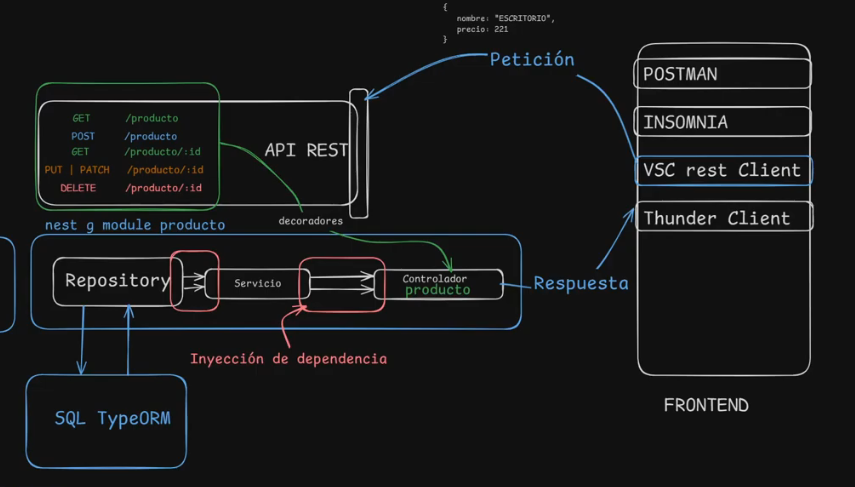 {
nombre: "ESCRITORIO",
precio: 221
}
Petición
POSTMAN
INSOMNIA
VSC rest Client
Thunder Client
FRONTEND
GET /producto
POST /producto
GET /producto/:id
PUT | PATCH /producto/:id
DELETE /producto/:id
API REST
nest g module producto
decoradores
Repository
Servicio
Controlador
producto
Respuesta
Inyección de dependencia
SQL TypeORM